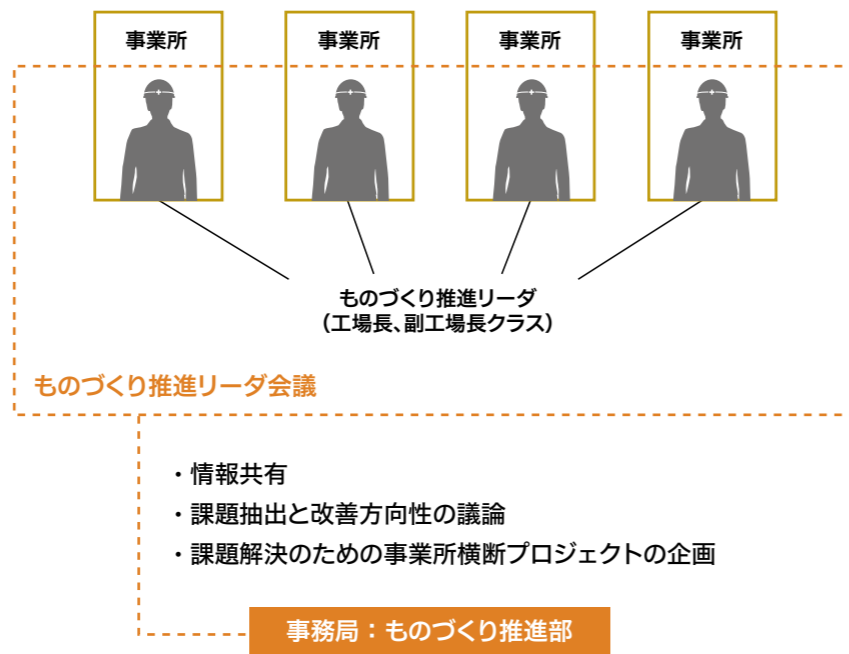 事業所
事業所
事業所
事業所
ものづくり推進リーダ
（工場長、副工場長クラス）
ものづくり推進リーダ会議
・情報共有
・課題抽出と改善方向性の議論
・課題解決のための事業所横断プロジェクトの企画
事務局：ものづくり推進部